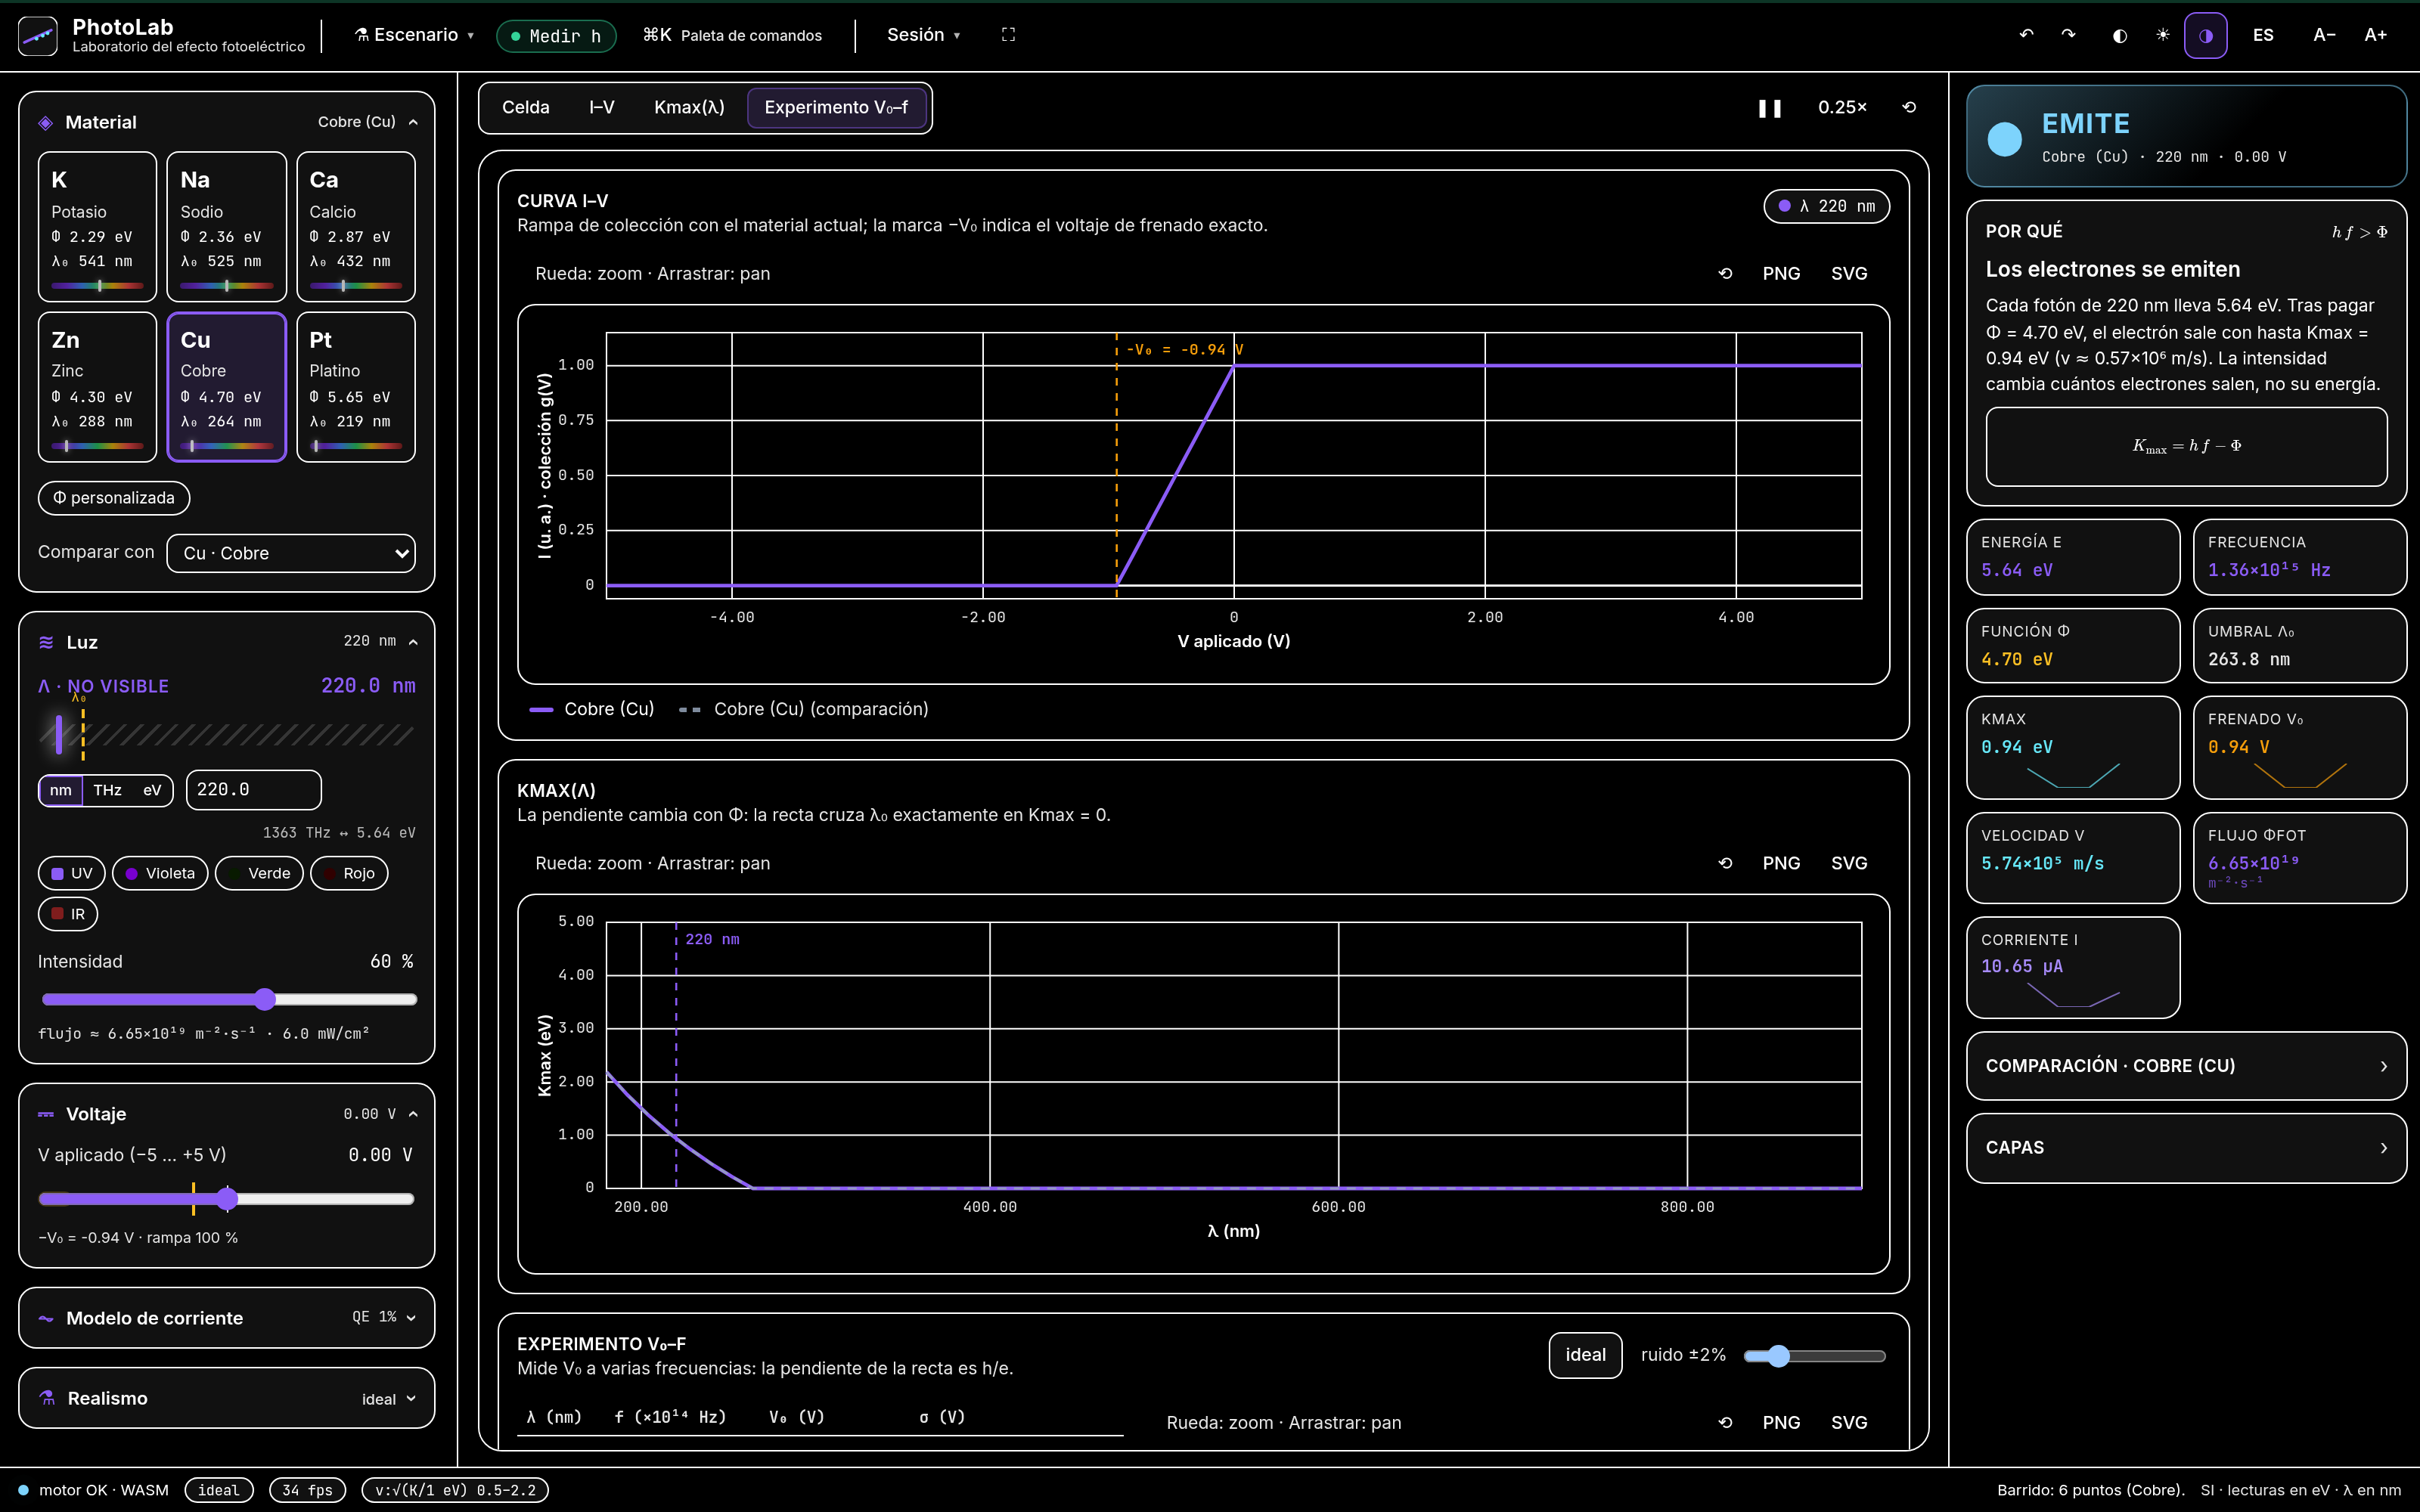 PhotoLab
Laboratorio del efecto fotoeléctrico
Escenario
Medir h
⌘K Paleta de comandos
Sesión
ES
A−
A+
Material
Cobre (Cu)
K
Potasio
Φ 2.29 eV
λ₀ 541 nm
Na
Sodio
Φ 2.36 eV
λ₀ 525 nm
Ca
Calcio
Φ 2.87 eV
λ₀ 432 nm
Zn
Zinc
Φ 4.30 eV
λ₀ 288 nm
Cu
Cobre
Φ 4.70 eV
λ₀ 264 nm
Pt
Platino
Φ 5.65 eV
λ₀ 219 nm
Φ personalizada
Comparar con
Cu · Cobre
Luz
220 nm
Λ · NO VISIBLE
220.0 nm
λ₀
nm THz eV
220.0
1363 THz ↔ 5.64 eV
UV
Violeta
Verde
Rojo
IR
Intensidad
60 %
flujo ≈ 6.65×10¹⁹ m⁻²·s⁻¹ · 6.0 mW/cm²
Voltaje
0.00 V
V aplicado (−5 … +5 V)
0.00 V
−V₀ = -0.94 V · rampa 100 %
Modelo de corriente
QE 1%
Realismo
ideal
Celda
I–V
Kmax(λ)
Experimento V₀–f
0.25×
CURVA I–V
Rampa de colección con el material actual; la marca −V₀ indica el voltaje de frenado exacto.
λ 220 nm
Rueda: zoom · Arrastrar: pan
PNG
SVG
I (u. a.) · colección g(V)
1.00
0.75
0.50
0.25
0
-V₀ = -0.94 V
-4.00
-2.00
0
2.00
4.00
V aplicado (V)
Cobre (Cu)
Cobre (Cu) (comparación)
KMAX(Λ)
La pendiente cambia con Φ: la recta cruza λ₀ exactamente en Kmax = 0.
Rueda: zoom · Arrastrar: pan
PNG
SVG
Kmax (eV)
5.00
4.00
3.00
2.00
1.00
0
220 nm
200.00
400.00
600.00
800.00
λ (nm)
EXPERIMENTO V₀–F
Mide V₀ a varias frecuencias: la pendiente de la recta es h/e.
ideal
ruido ±2%
λ (nm)
f (×10¹⁴ Hz)
V₀ (V)
σ (V)
Rueda: zoom · Arrastrar: pan
PNG
SVG
EMITE
Cobre (Cu) · 220 nm · 0.00 V
POR QUÉ
h f > Φ
Los electrones se emiten
Cada fotón de 220 nm lleva 5.64 eV. Tras pagar
Φ = 4.70 eV, el electrón sale con hasta Kmax =
0.94 eV (v ≈ 0.57×10⁶ m/s). La intensidad
cambia cuántos electrones salen, no su energía.
Kmax = h f − Φ
ENERGÍA E
5.64 eV
FRECUENCIA
1.36×10¹⁵ Hz
FUNCIÓN Φ
4.70 eV
UMBRAL Λ₀
263.8 nm
KMAX
0.94 eV
FRENADO V₀
0.94 V
VELOCIDAD V
5.74×10⁵ m/s
FLUJO ΦFOT
6.65×10¹⁹
m⁻²·s⁻¹
CORRIENTE I
10.65 µA
COMPARACIÓN · COBRE (CU)
CAPAS
motor OK · WASM
ideal
34 fps
v:√(K/1 eV) 0.5–2.2
Barrido: 6 puntos (Cobre).
SI · lecturas en eV · λ en nm